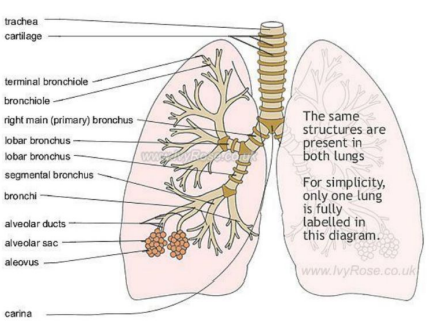 trachea
cartilage
terminal bronchiole
bronchiole
right main (primary) bronchus
lobar bronchus
lobar bronchus
segmental bronchus
bronchi
alveolar ducts
alveolar sac
aleovus
carina
www.IvyRose.co.uk
The same
structures are
present in
both lungs
For simplicity,
only one lung
is fully
labelled in
this diagram.
www.IvyRose.co.uk